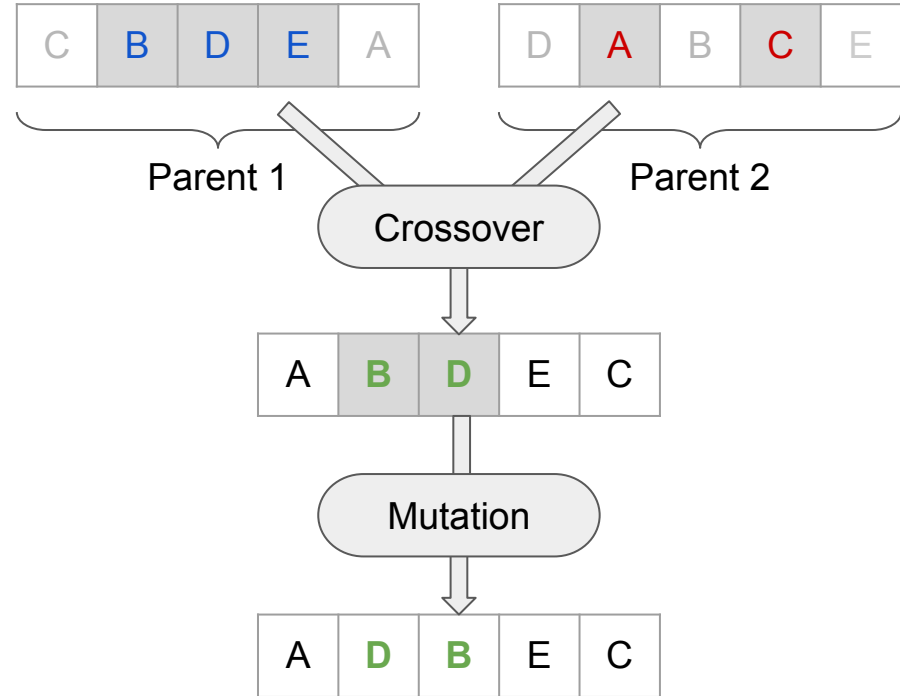 C B D E A D A B C E
Parent 1 Parent 2
Crossover
A B D E C
Mutation
A D B E C